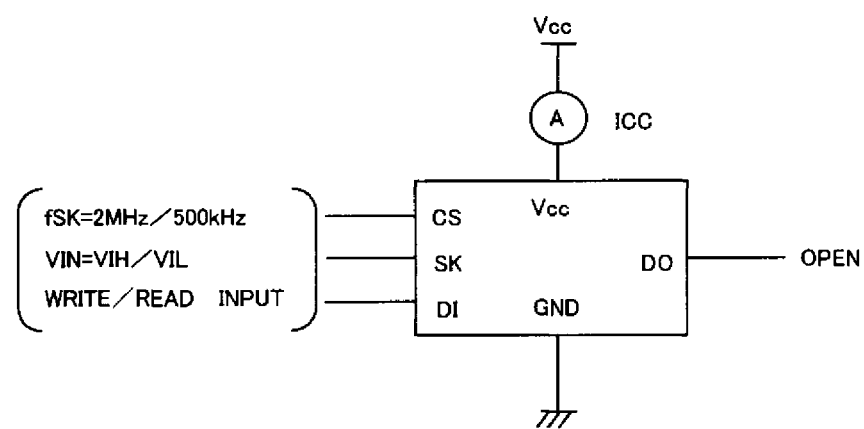 Vcc
A ICC
Vcc
fSK=2MHz/500kHz CS
VIN=VIH/VIL SK DO OPEN
WRITE/READ INPUT DI GND